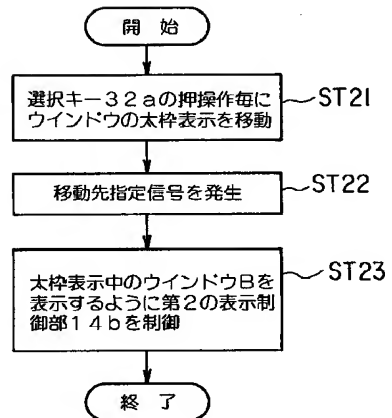 開 始
選択キー32aの押操作毎に
ウインドウの太枠表示を移動
ST21
移動先指定信号を発生
ST22
太枠表示中のウインドウBを
表示するように第2の表示制
御部14bを制御
ST23
終 了